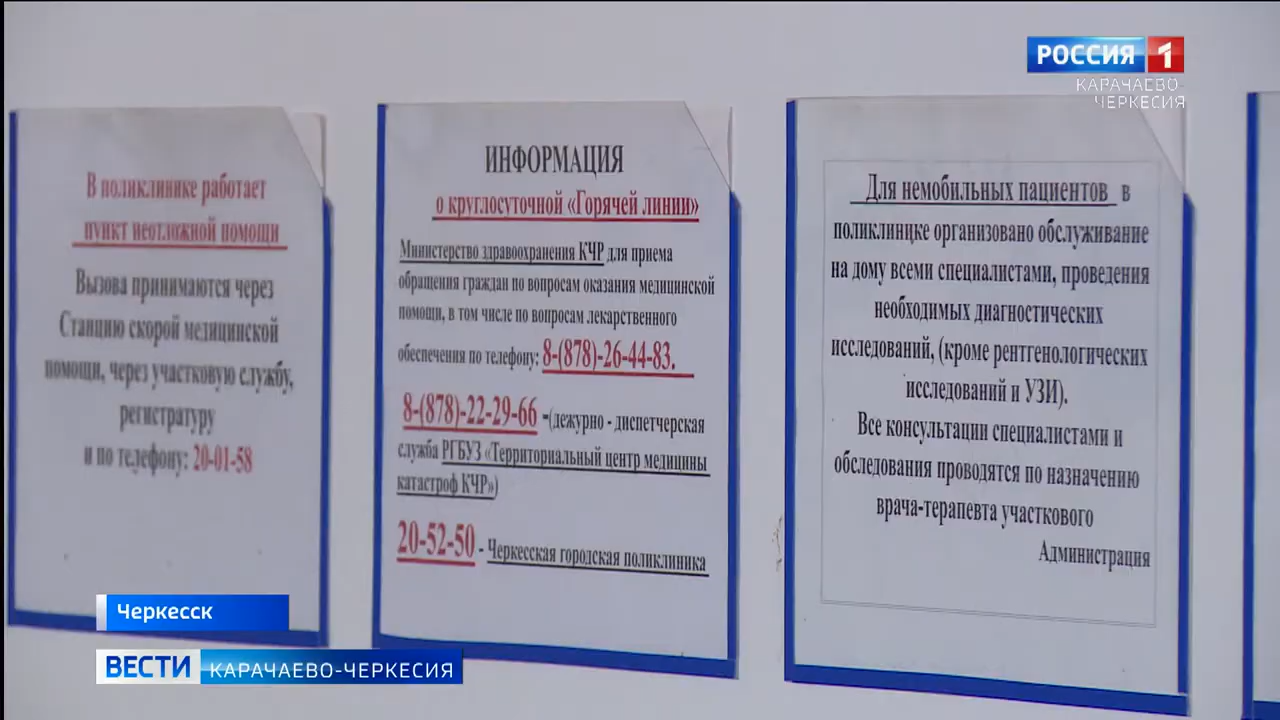 РОССИЯ 1
КАРАЧАЕВО-
ЧЕРКЕСИЯ
В поликлинике работает
пункт неотложной помощи
Вызова принимаются через
Станцию скорой медицинской
помощи, через участковую службу,
регистратуру
и по телефону: 20-01-58
ИНФОРМАЦИЯ
о круглосуточной «Горячей линии»
Министерство здравоохранения КЧР для приема
обращения граждан по вопросам оказания медицинской
помощи, в том числе по вопросам лекарственного
обеспечения по телефону: 8-(878)-26-44-83.
8-(878)-22-29-66 -(дежурно - диспетчерская
служба РГБУЗ «Территориальный центр медицины
катастроф КЧР»)
20-52-50 - Черкесская городская поликлиника
Для немобильных пациентов в
поликлинке организовано обслуживание
на дому всеми специалистами, проведения
необходимых диагностических
исследований, (кроме рентгенологических
исследований и УЗИ).
Все консультации специалистами и
обследования проводятся по назначению
врача-терапевта участкового
Администрация
Черкесск
ВЕСТИ КАРАЧАЕВО-ЧЕРКЕСИЯ